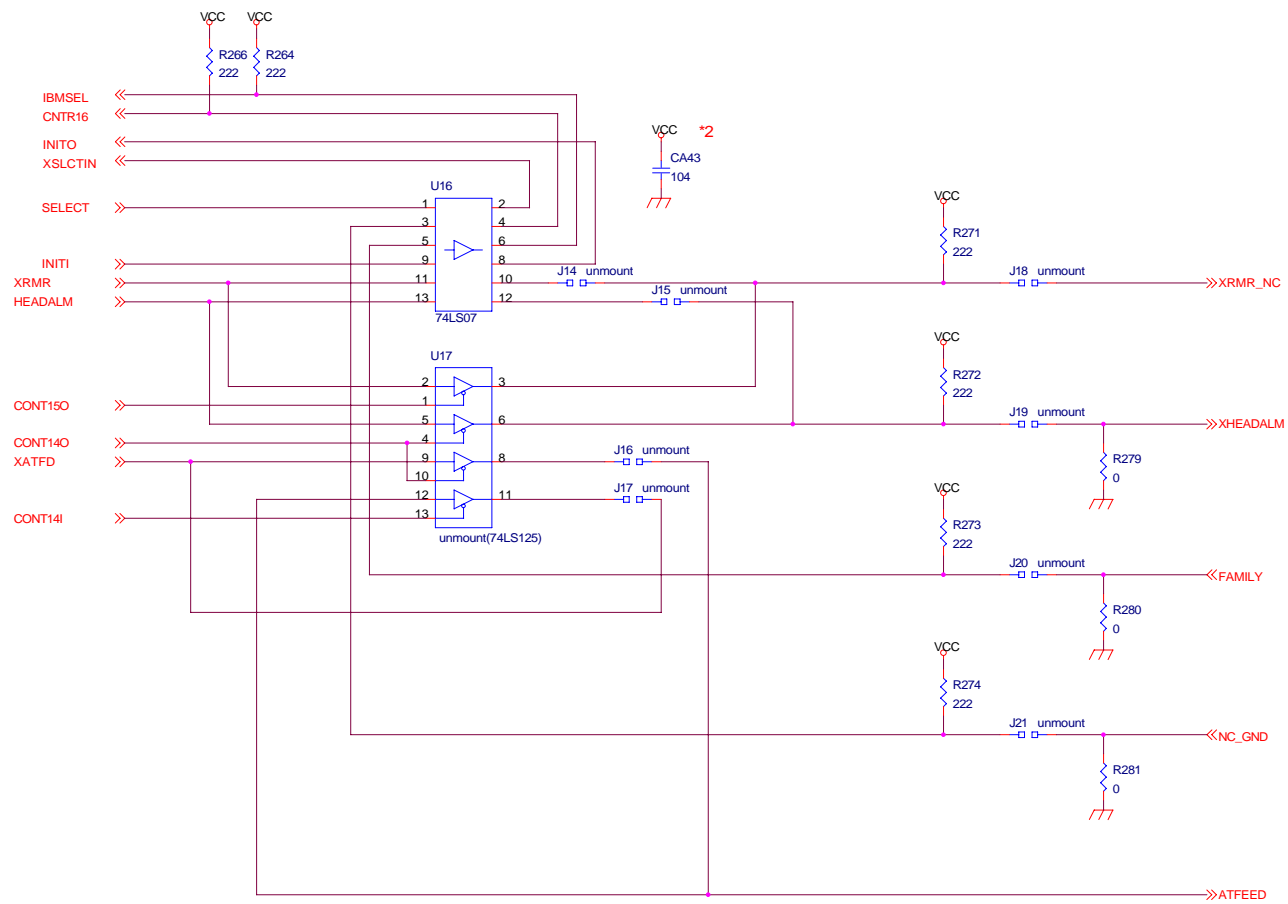 VCC VCC
R266 R264
222 222
IBMSEL
CNTR16
INITO
XSLCTIN
VCC *2
CA43
104
U16
SELECT 1 2
3 4
5 6
INITI 9 8
XRMR 11 10
HEADALM 13 12
74LS07
J14 unmount
J15 unmount
VCC
R271
222
J18 unmount
XRMR_NC
U17
2 3
CONT15O 1
5 6
CONT14O 4
XATFD 9 8
10
12 11
CONT14I 13
unmount(74LS125)
J16 unmount
J17 unmount
VCC
R272
222
J19 unmount
XHEADALM
R279
0
VCC
R273
222
J20 unmount
FAMILY
R280
0
VCC
R274
222
J21 unmount
NC_GND
R281
0
ATFEED